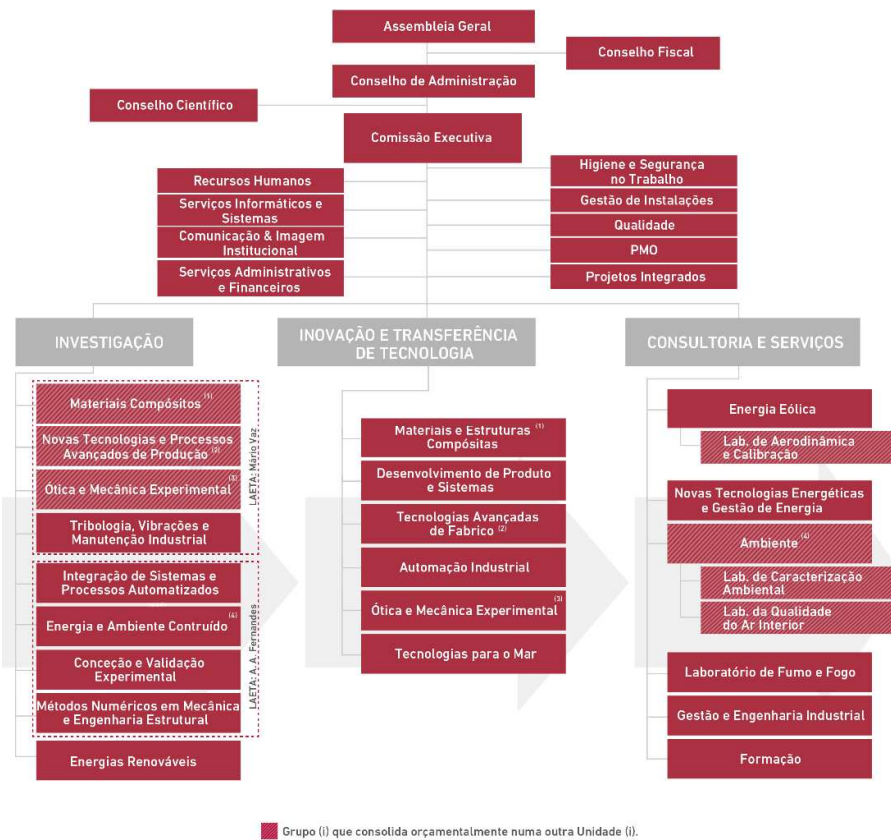 Assembleia Geral
Conselho Fiscal
Conselho de Administração
Conselho Científico
Comissão Executiva
Recursos Humanos
Serviços Informáticos e
Sistemas
Comunicação & Imagem
Institucional
Serviços Administrativos
e Financeiros
Higiene e Segurança
no Trabalho
Gestão de Instalações
Qualidade
PMO
Projetos Integrados
INVESTIGAÇÃO
Materiais Compósitos (1)
Novas Tecnologias e Processos
Avançados de Produção (2)
Ótica e Mecânica Experimental (3)
Tribologia, Vibrações e
Manutenção Industrial
LAETA: Mário Vaz
Integração de Sistemas e
Processos Automatizados
Energia e Ambiente Contruído (4)
Conceção e Validação
Experimental
Métodos Numéricos em Mecânica
e Engenharia Estrutural
LAETA: A. A. Fernandes
Energias Renováveis
INOVAÇÃO E TRANSFERÊNCIA
DE TECNOLOGIA
Materiais e Estruturas (1)
Compósitas
Desenvolvimento de Produto
e Sistemas
Tecnologias Avançadas
de Fabrico (2)
Automação Industrial
Ótica e Mecânica Experimental (3)
Tecnologias para o Mar
CONSULTORIA E SERVIÇOS
Energia Eólica
Lab. de Aerodinâmica
e Calibração
Novas Tecnologias Energéticas
e Gestão de Energia
Ambiente (4)
Lab. de Caracterização
Ambiental
Lab. da Qualidade
do Ar Interior
Laboratório de Fumo e Fogo
Gestão e Engenharia Industrial
Formação
Grupo (i) que consolida orçamentalmente numa outra Unidade (i).